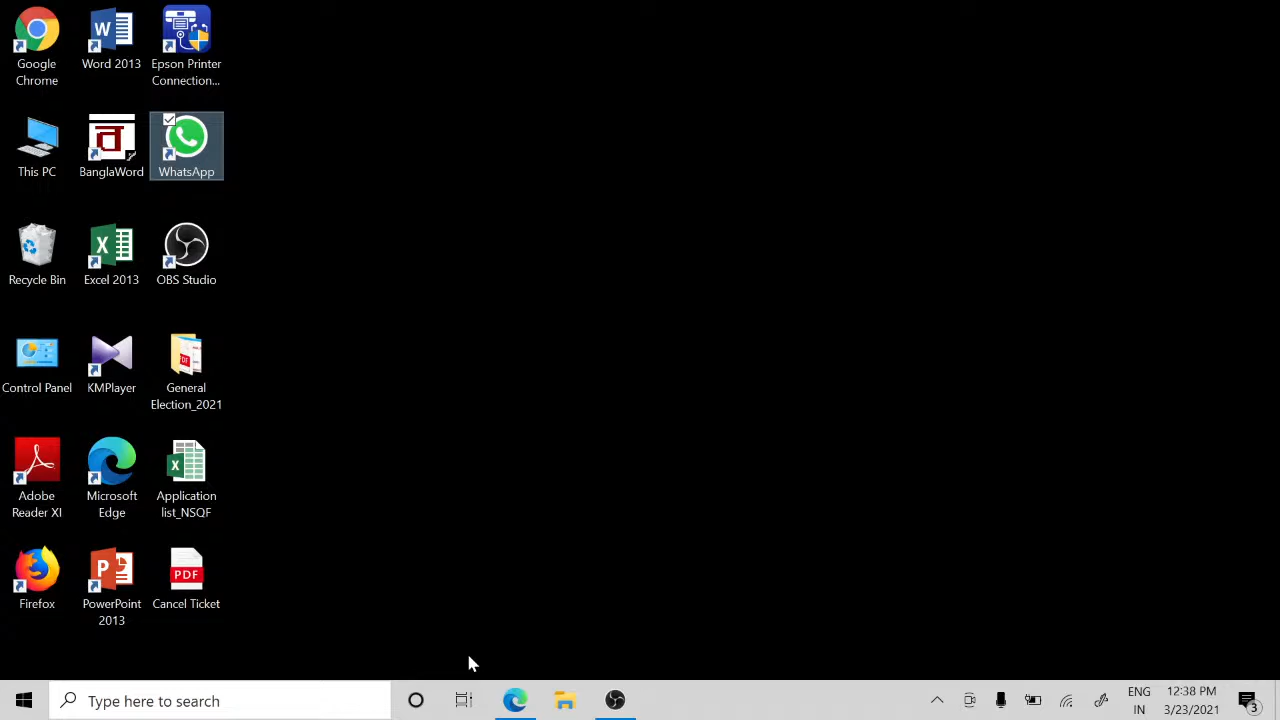 Google
Chrome
Word 2013
Epson Printer
Connection...
This PC
BanglaWord
WhatsApp
Recycle Bin
Excel 2013
OBS Studio
Control Panel
KMPlayer
General
Election_2021
Adobe
Reader XI
Microsoft
Edge
Application
list_NSQF
Firefox
PowerPoint
2013
PDF
Cancel Ticket
Type here to search
ENG
IN
12:38 PM
3/23/2021
3